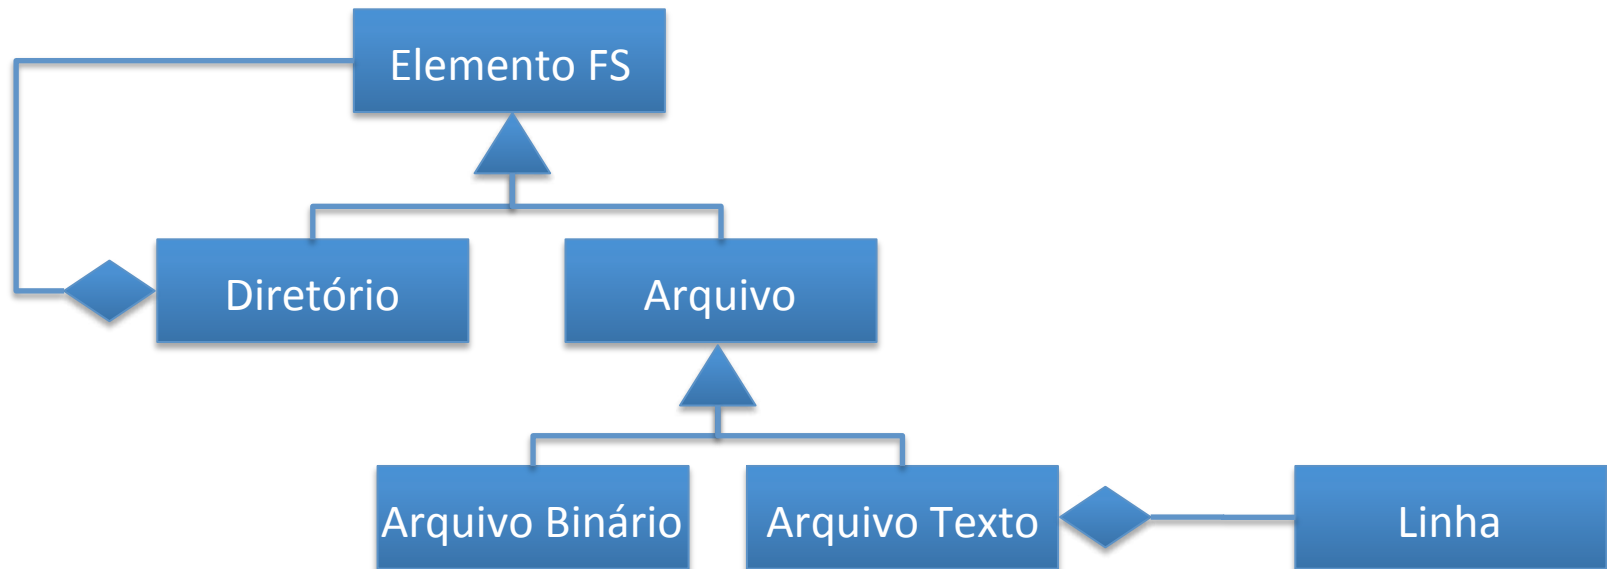 Elemento FS
Diretório
Arquivo
Arquivo Binário
Arquivo Texto
Linha